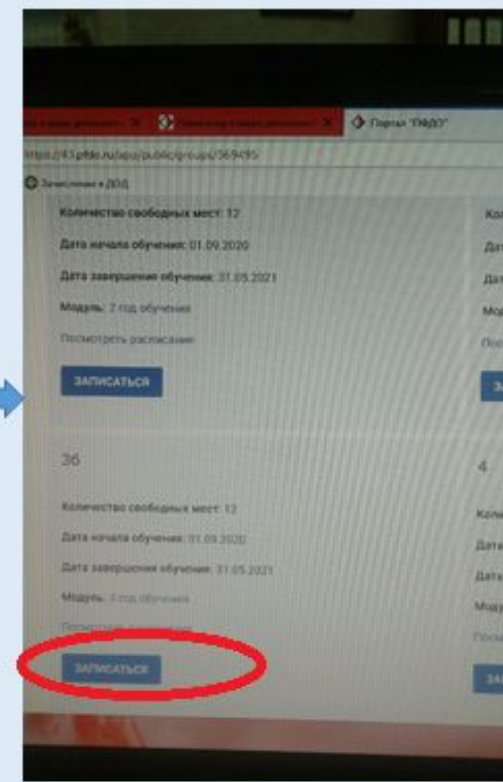 Портал "ПФДО"
https://43.pfdo.ru/app/public/groups/369495
Зачисление в ДОД
Количество свободных мест: 12
Дата начала обучения: 01.09.2020
Дата завершения обучения: 31.05.2021
Модуль: 2 год обучения
Посмотреть расписание
ЗАПИСАТЬСЯ
3б
Количество свободных мест: 12
Дата начала обучения: 01.09.2020
Дата завершения обучения: 31.05.2021
Модуль: 3 год обучения
Посмотреть расписание
ЗАПИСАТЬСЯ
4